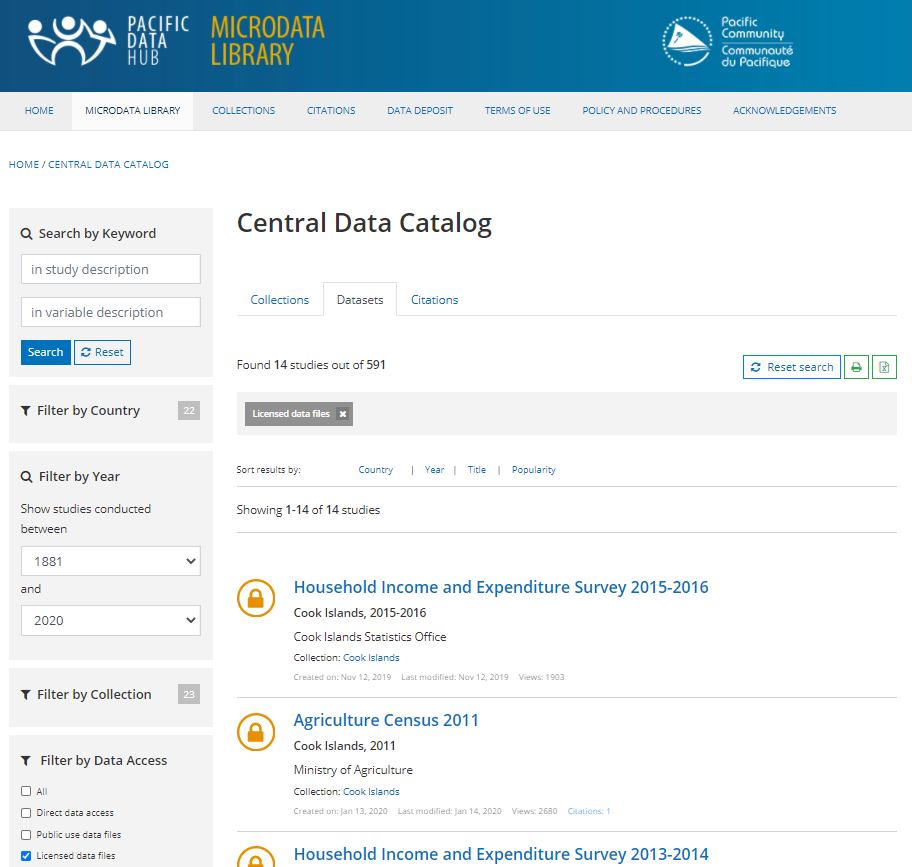 PACIFIC
DATA
HUB
MICRODATA
LIBRARY
Pacific
Community
Communauté
du Pacifique
HOME MICRODATA LIBRARY COLLECTIONS CITATIONS DATA DEPOSIT TERMS OF USE POLICY AND PROCEDURES ACKNOWLEDGEMENTS
HOME / CENTRAL DATA CATALOG
Search by Keyword
in study description
in variable description
Search Reset
Filter by Country 22
Filter by Year
Show studies conducted
between
1881
and
2020
Filter by Collection 23
Filter by Data Access
All
Direct data access
Public use data files
Licensed data files
Central Data Catalog
Collections Datasets Citations
Found 14 studies out of 591
Reset search
Licensed data files
Sort results by: Country | Year | Title | Popularity
Showing 1-14 of 14 studies
Household Income and Expenditure Survey 2015-2016
Cook Islands, 2015-2016
Cook Islands Statistics Office
Collection: Cook Islands
Created on: Nov 12, 2019 Last modified: Nov 12, 2019 Views: 1903
Agriculture Census 2011
Cook Islands, 2011
Ministry of Agriculture
Collection: Cook Islands
Created on: Jan 13, 2020 Last modified: Jan 14, 2020 Views: 2680 Citations: 1
Household Income and Expenditure Survey 2013-2014